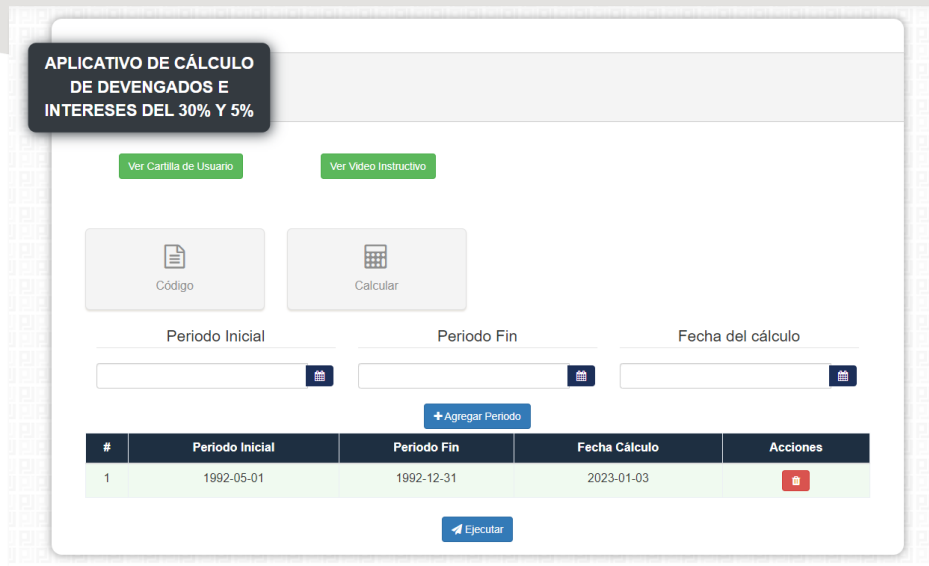 APLICATIVO DE CÁLCULO
DE DEVENGADOS E
INTERESES DEL 30% Y 5%
Ver Cartilla de Usuario Ver Video Instructivo
Código Calcular
Periodo Inicial Periodo Fin Fecha del cálculo
+ Agregar Periodo
# Periodo Inicial Periodo Fin Fecha Cálculo Acciones
1 1992-05-01 1992-12-31 2023-01-03
Ejecutar